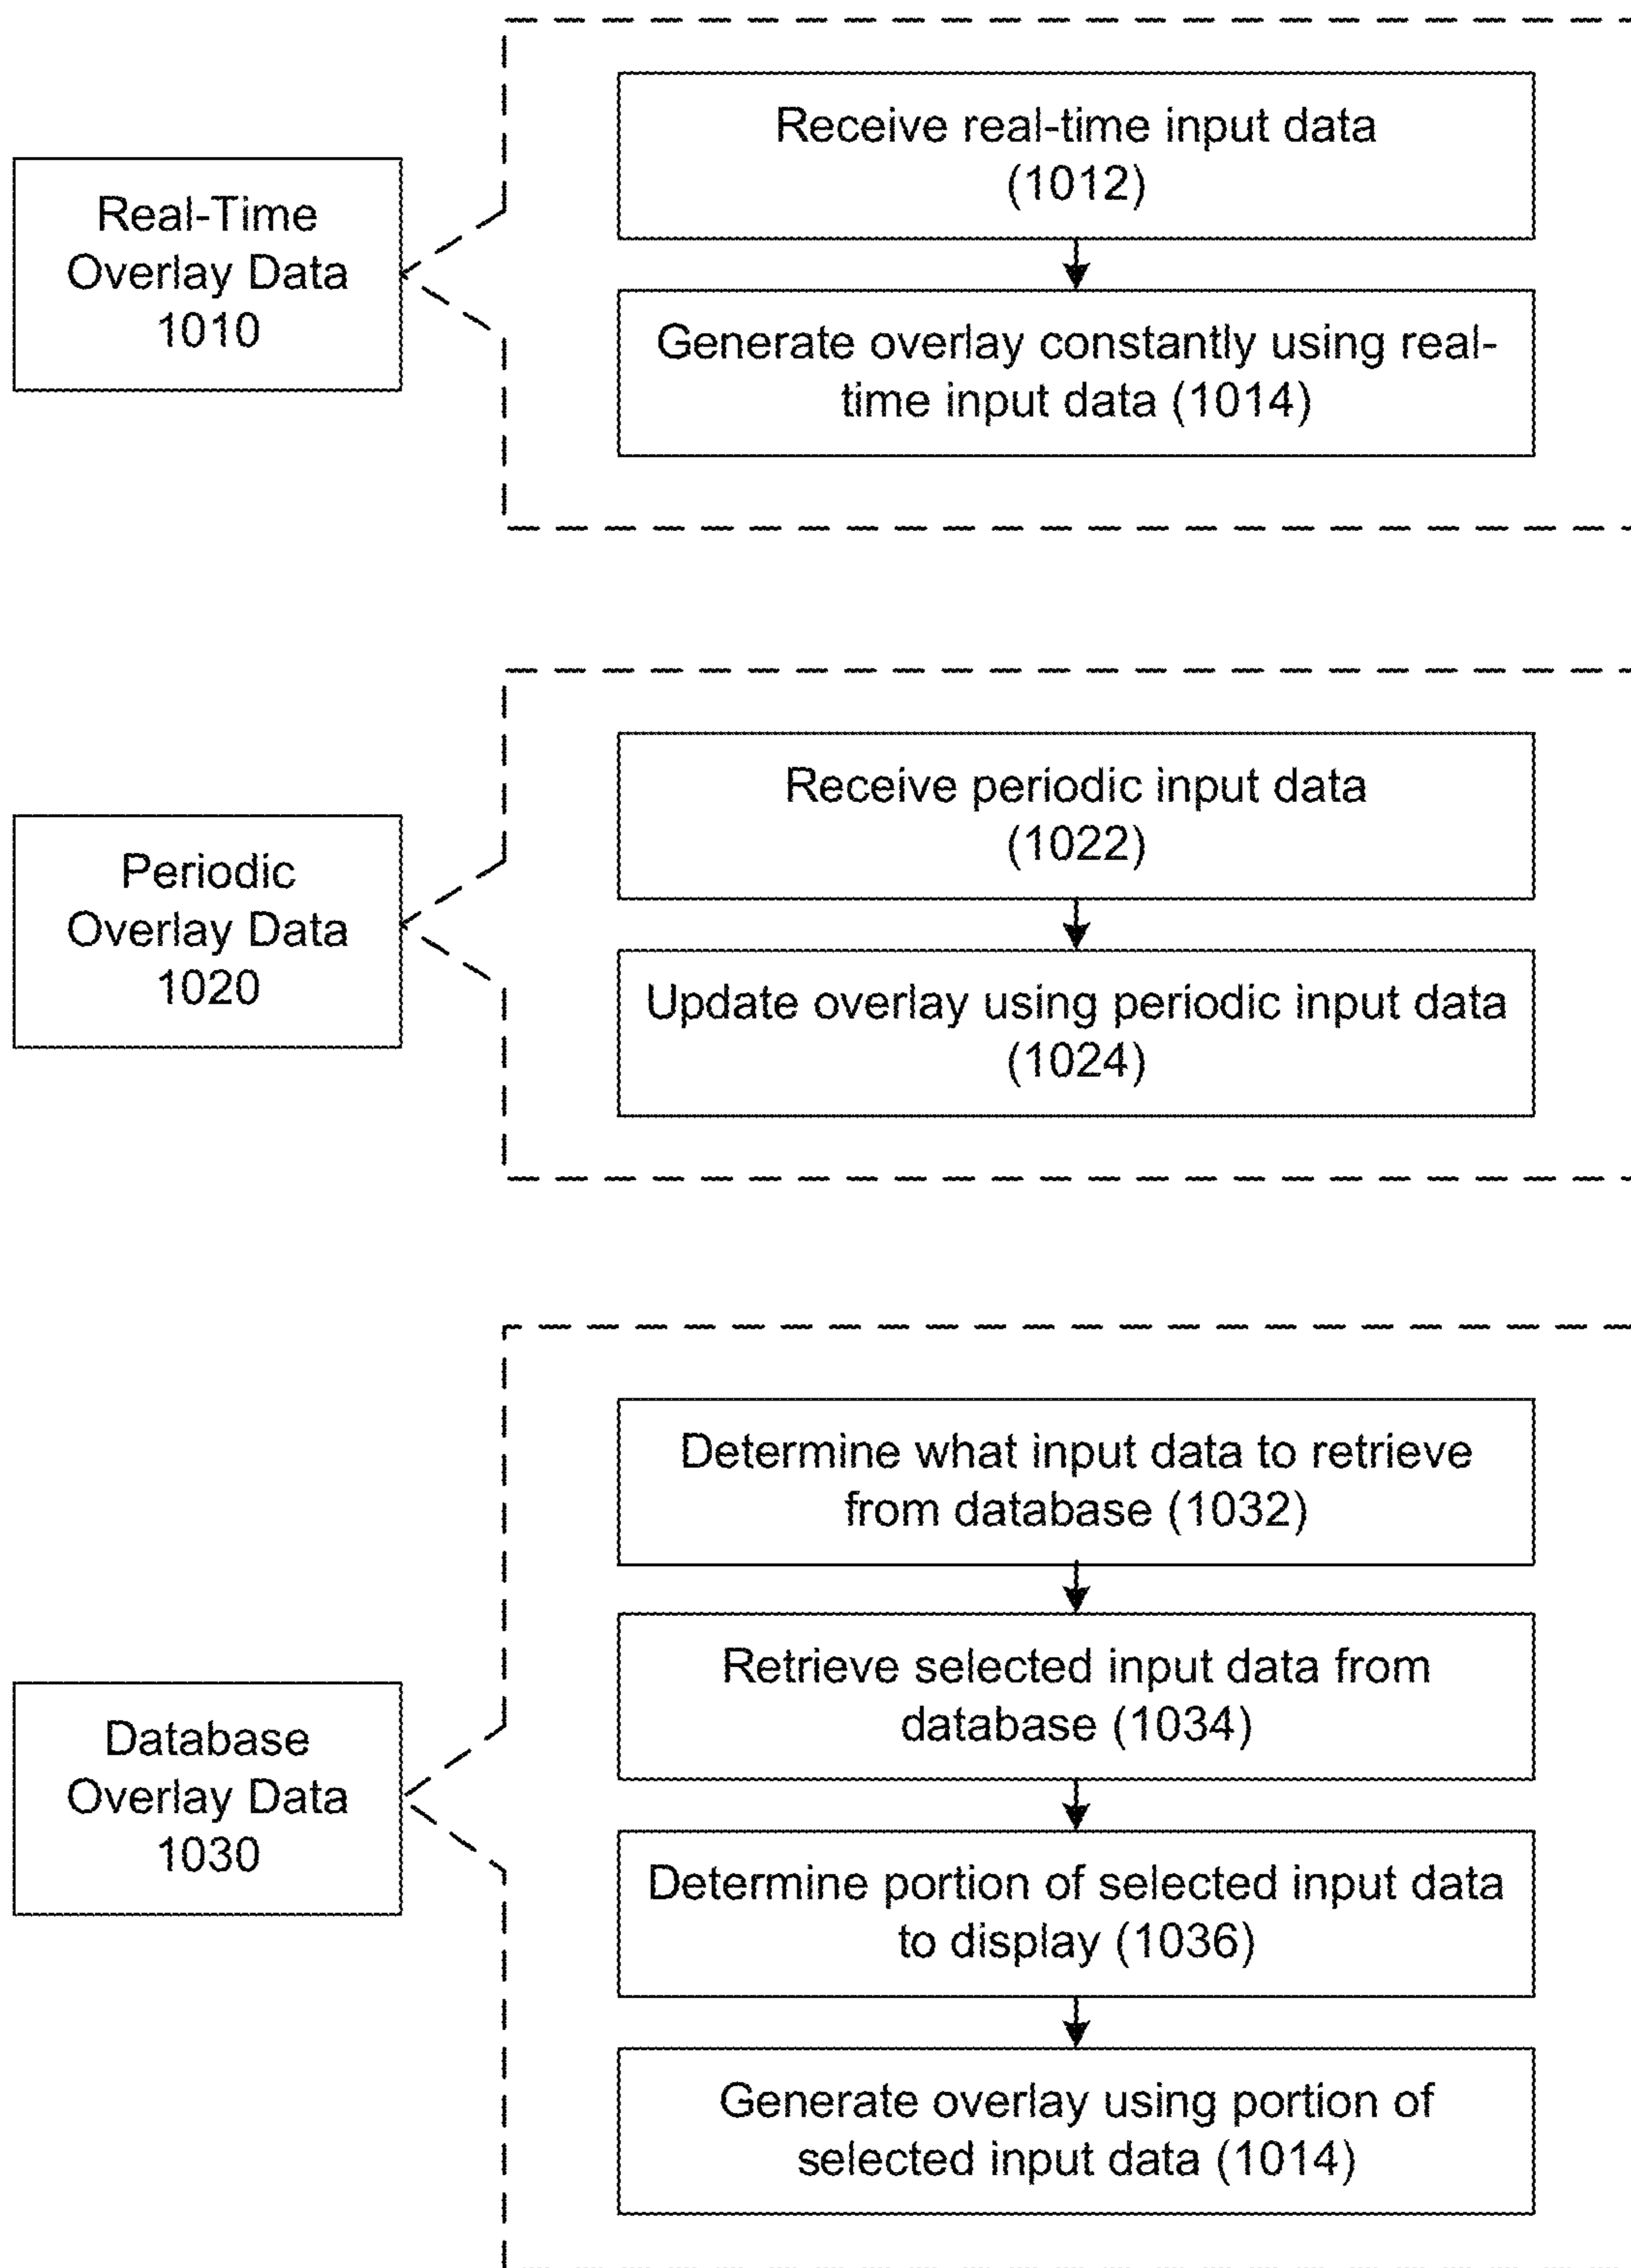 Real-Time
Overlay Data
1010
Receive real-time input data
(1012)
Generate overlay constantly using real-
time input data (1014)
Periodic
Overlay Data
1020
Receive periodic input data
(1022)
Update overlay using periodic input data
(1024)
Database
Overlay Data
1030
Determine what input data to retrieve
from database (1032)
Retrieve selected input data from
database (1034)
Determine portion of selected input data
to display (1036)
Generate overlay using portion of
selected input data (1014)